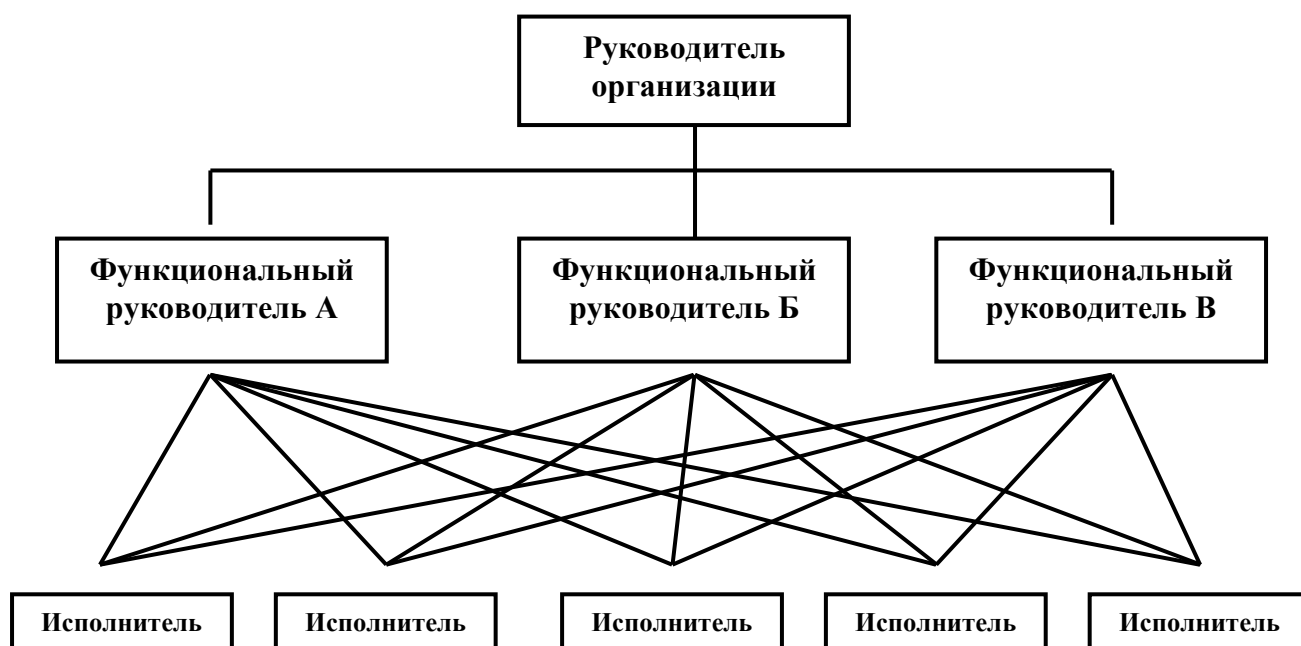 Руководитель
организации
Функциональный
руководитель А
Функциональный
руководитель Б
Функциональный
руководитель В
Исполнитель
Исполнитель
Исполнитель
Исполнитель
Исполнитель